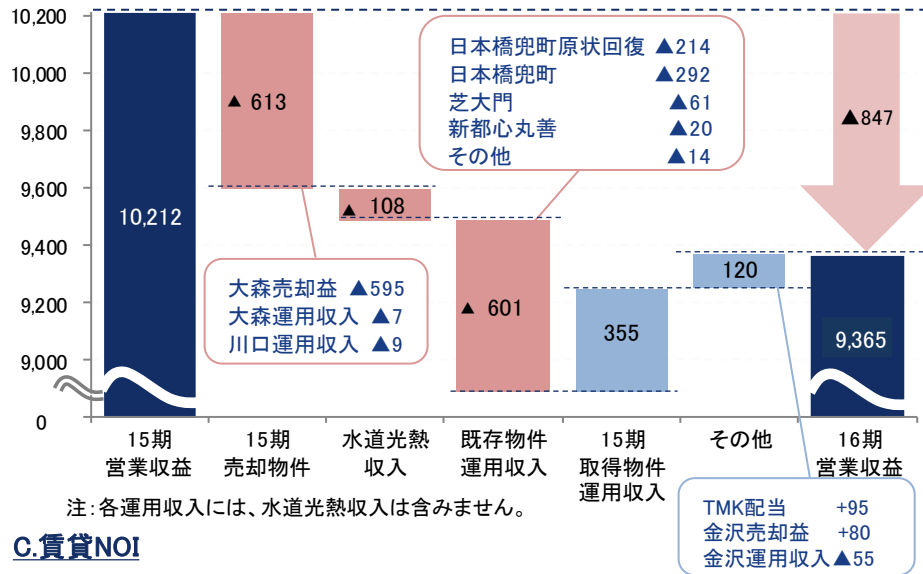 10,200
10,000
9,800
9,600
9,400
9,200
9,000
0
10,212
▲ 613
▲ 108
▲ 601
355
120
▲847
9,365
日本橋兜町原状回復 ▲214
日本橋兜町 ▲292
芝大門 ▲61
新都心丸善 ▲20
その他 ▲14
大森売却益 ▲595
大森運用収入 ▲7
川口運用収入 ▲9
15期
営業収益
15期
売却物件
水道光熱
収入
既存物件
運用収入
15期
取得物件
運用収入
その他
16期
営業収益
TMK配当 +95
金沢売却益 +80
金沢運用収入 ▲55
注：各運用収入には、水道光熱収入は含みません。
C.賃貸NOI